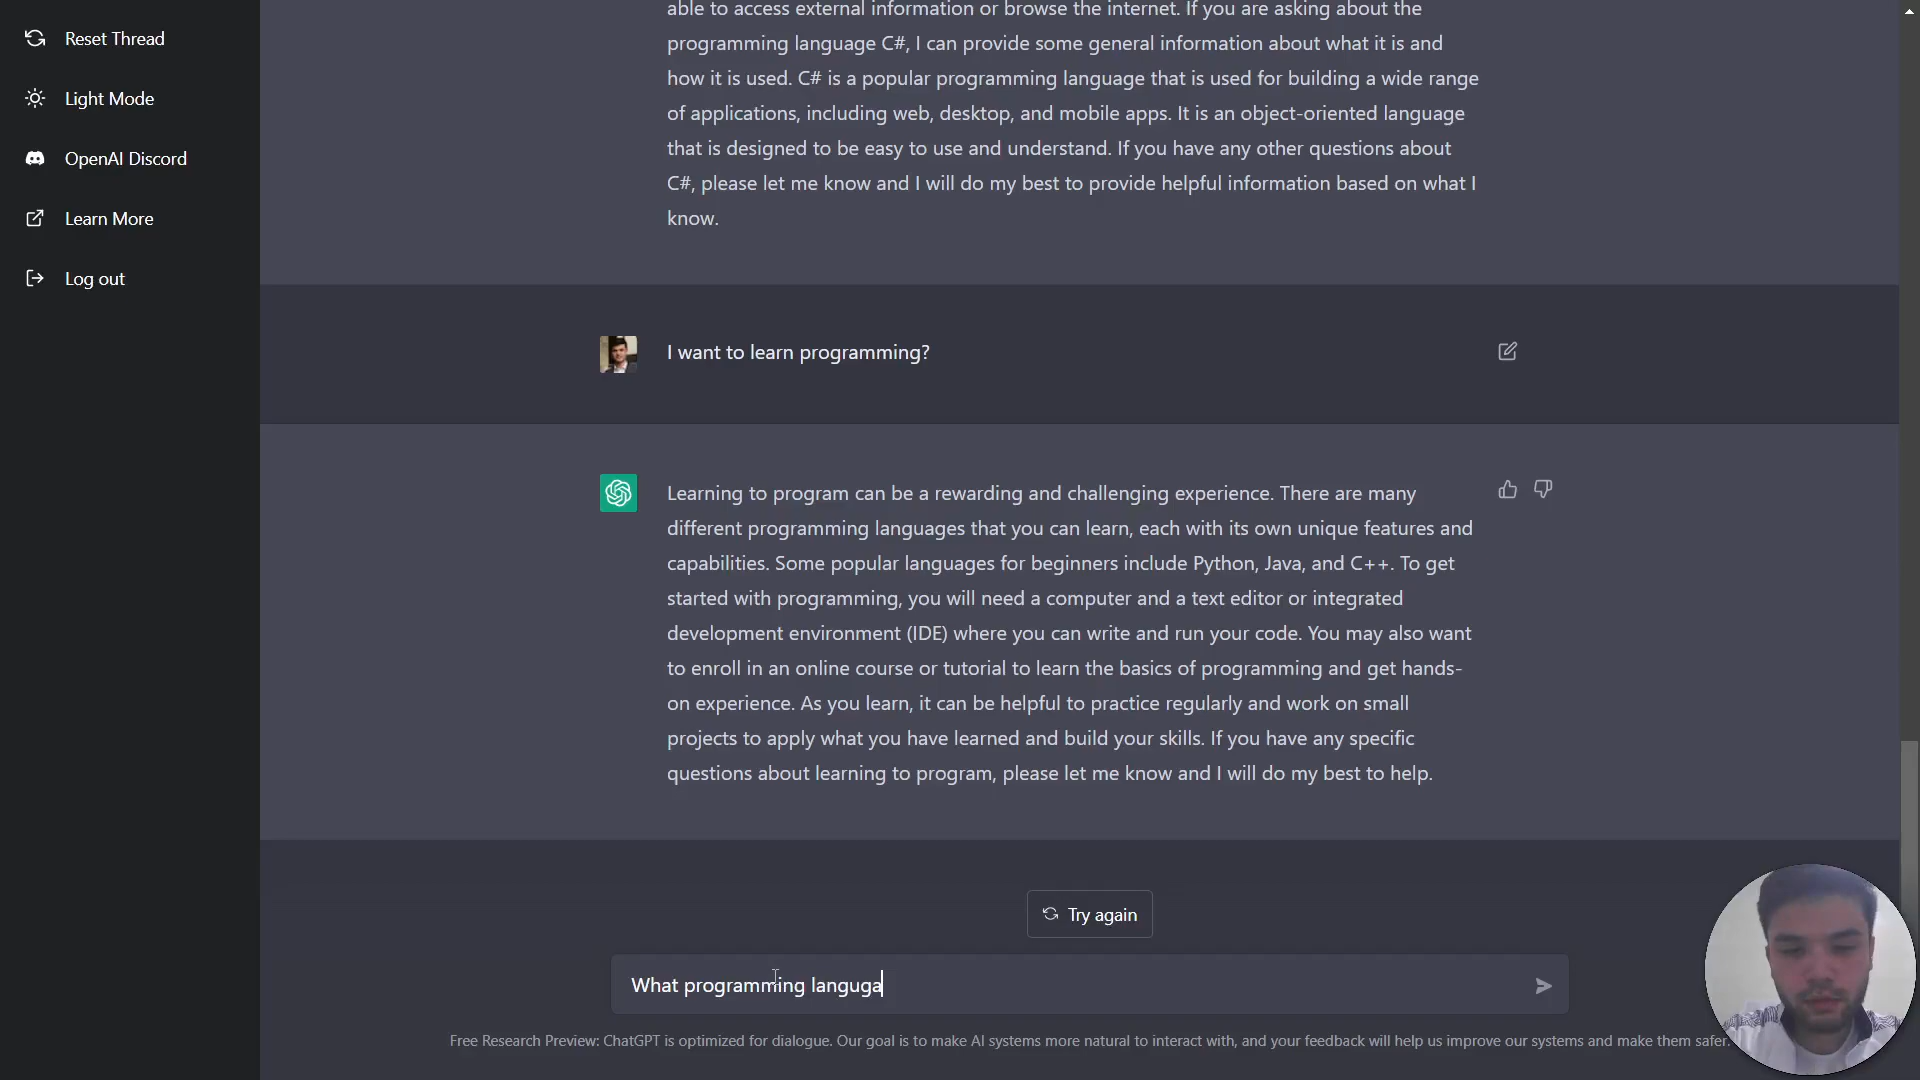 Reset Thread
Light Mode
OpenAI Discord
Learn More
Log out
able to access external information or browse the internet. If you are asking about the
programming language C#, I can provide some general information about what it is and
how it is used. C# is a popular programming language that is used for building a wide range
of applications, including web, desktop, and mobile apps. It is an object-oriented language
that is designed to be easy to use and understand. If you have any other questions about
C#, please let me know and I will do my best to provide helpful information based on what I
know.
I want to learn programming?
Learning to program can be a rewarding and challenging experience. There are many
different programming languages that you can learn, each with its own unique features and
capabilities. Some popular languages for beginners include Python, Java, and C++. To get
started with programming, you will need a computer and a text editor or integrated
development environment (IDE) where you can write and run your code. You may also want
to enroll in an online course or tutorial to learn the basics of programming and get hands-
on experience. As you learn, it can be helpful to practice regularly and work on small
projects to apply what you have learned and build your skills. If you have any specific
questions about learning to program, please let me know and I will do my best to help.
Try again
What programming languga
Free Research Preview: ChatGPT is optimized for dialogue. Our goal is to make AI systems more natural to interact with, and your feedback will help us improve our systems and make them safer.